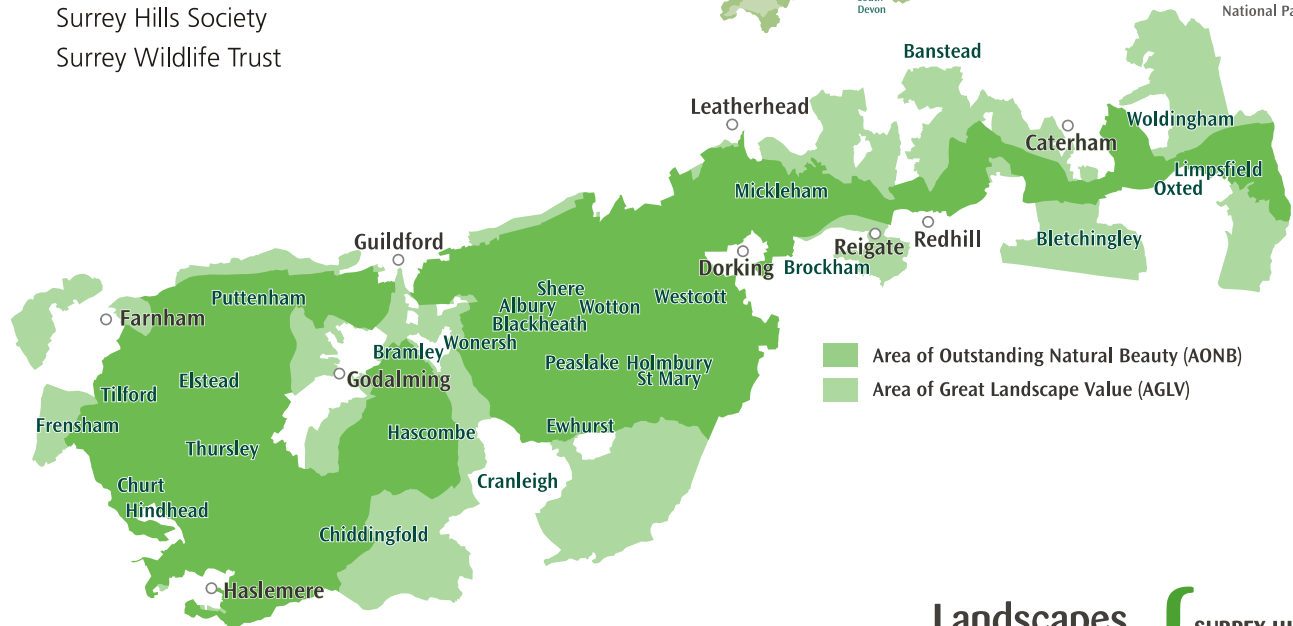 Surrey Hills Society
Surrey Wildlife Trust
Devon
National
Banstead
Leatherhead
Woldingham
Caterham
Limpsfield
Oxted
Mickleham
Guildford
Reigate
Redhill
Bletchingley
Dorking
Brockham
Puttenham
Shere
Albury
Wotton
Westcott
Blackheath
Farnham
Bramley
Wonersh
Peaslake
Holmbury
St Mary
Godalming
Elstead
Tilford
Frensham
Hascombe
Ewhurst
Thursley
Cranleigh
Churt
Hindhead
Chiddingfold
Haslemere
Area of Outstanding Natural Beauty (AONB)
Area of Great Landscape Value (AGLV)
Landscapes
SURREY